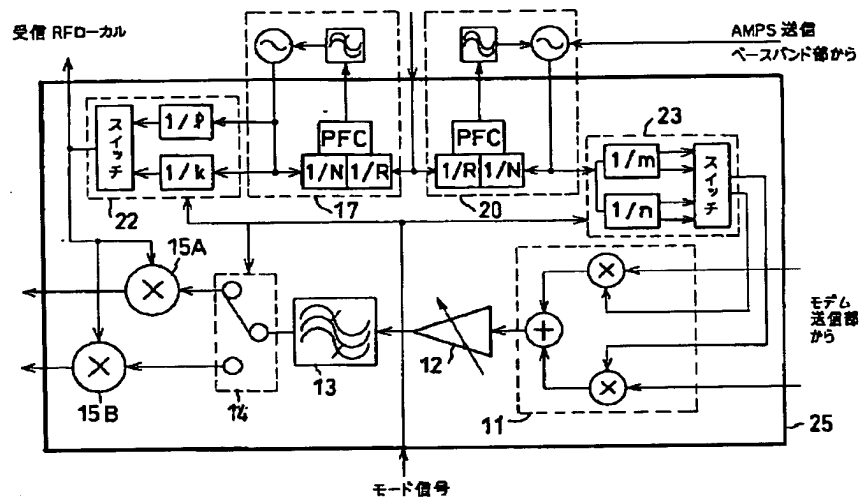 受信 RFローカル
AMPS 送信
ベースバンド部から
スイッチ
1/ℓ
1/k
22
PFC
1/N 1/R
17
PFC
1/R 1/N
20
23
1/m
1/n
スイッチ
15A
15B
14
13
12
11
モデム
送信部
から
25
モード信号